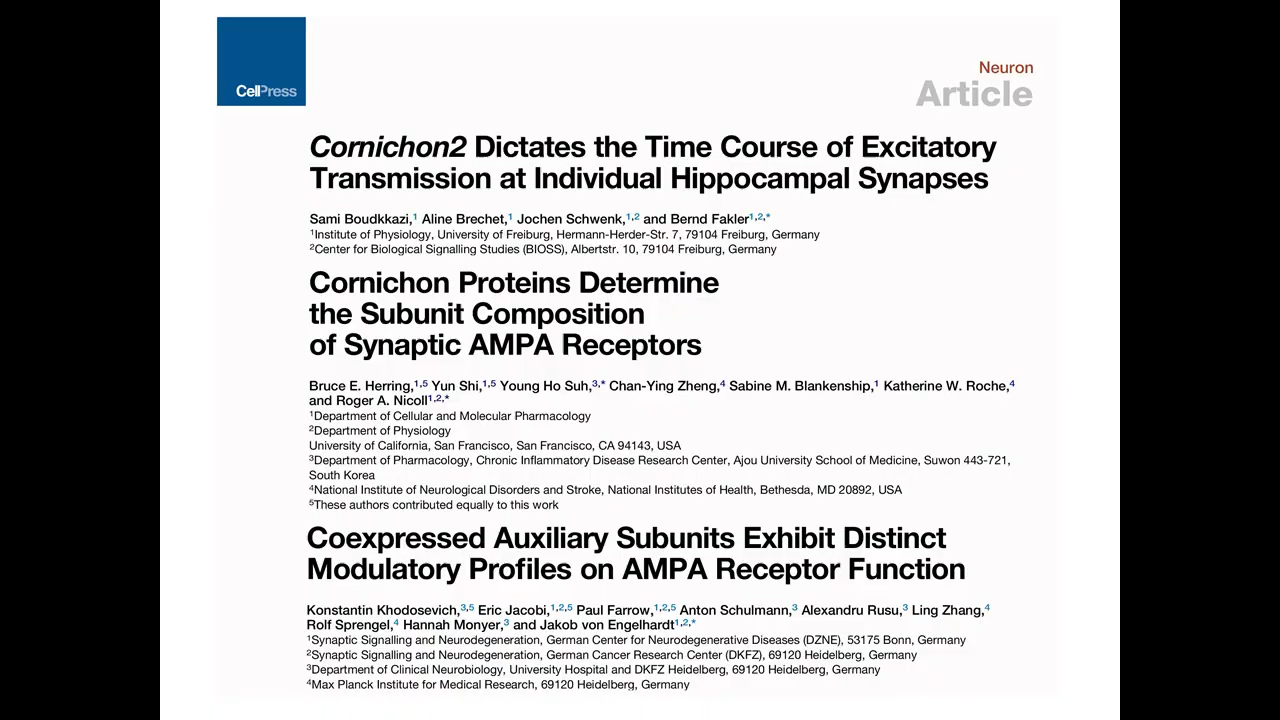 CellPress
Neuron
Article
Cornichon2 Dictates the Time Course of Excitatory
Transmission at Individual Hippocampal Synapses
Sami Boudkkazi,1 Aline Brechet,1 Jochen Schwenk,1,2 and Bernd Fakler1,2,*
1Institute of Physiology, University of Freiburg, Hermann-Herder-Str. 7, 79104 Freiburg, Germany
2Center for Biological Signalling Studies (BIOSS), Albertstr. 10, 79104 Freiburg, Germany
Cornichon Proteins Determine
the Subunit Composition
of Synaptic AMPA Receptors
Bruce E. Herring,1,5 Yun Shi,1,5 Young Ho Suh,3,* Chan-Ying Zheng,4 Sabine M. Blankenship,1 Katherine W. Roche,4
and Roger A. Nicoll1,2,*
1Department of Cellular and Molecular Pharmacology
2Department of Physiology
University of California, San Francisco, San Francisco, CA 94143, USA
3Department of Pharmacology, Chronic Inflammatory Disease Research Center, Ajou University School of Medicine, Suwon 443-721,
South Korea
4National Institute of Neurological Disorders and Stroke, National Institutes of Health, Bethesda, MD 20892, USA
5These authors contributed equally to this work
Coexpressed Auxiliary Subunits Exhibit Distinct
Modulatory Profiles on AMPA Receptor Function
Konstantin Khodosevich,3,5 Eric Jacobi,1,2,5 Paul Farrow,1,2,5 Anton Schulmann,3 Alexandru Rusu,3 Ling Zhang,4
Rolf Sprengel,4 Hannah Monyer,3 and Jakob von Engelhardt1,2,*
1Synaptic Signalling and Neurodegeneration, German Center for Neurodegenerative Diseases (DZNE), 53175 Bonn, Germany
2Synaptic Signalling and Neurodegeneration, German Cancer Research Center (DKFZ), 69120 Heidelberg, Germany
3Department of Clinical Neurobiology, University Hospital and DKFZ Heidelberg, 69120 Heidelberg, Germany
4Max Planck Institute for Medical Research, 69120 Heidelberg, Germany